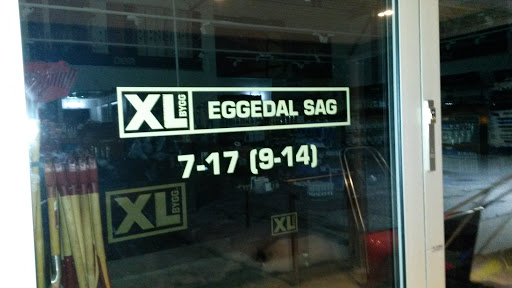 XL BYGG EGGEDAL SAG
7-17 (9-14)
XL BYGG
XL